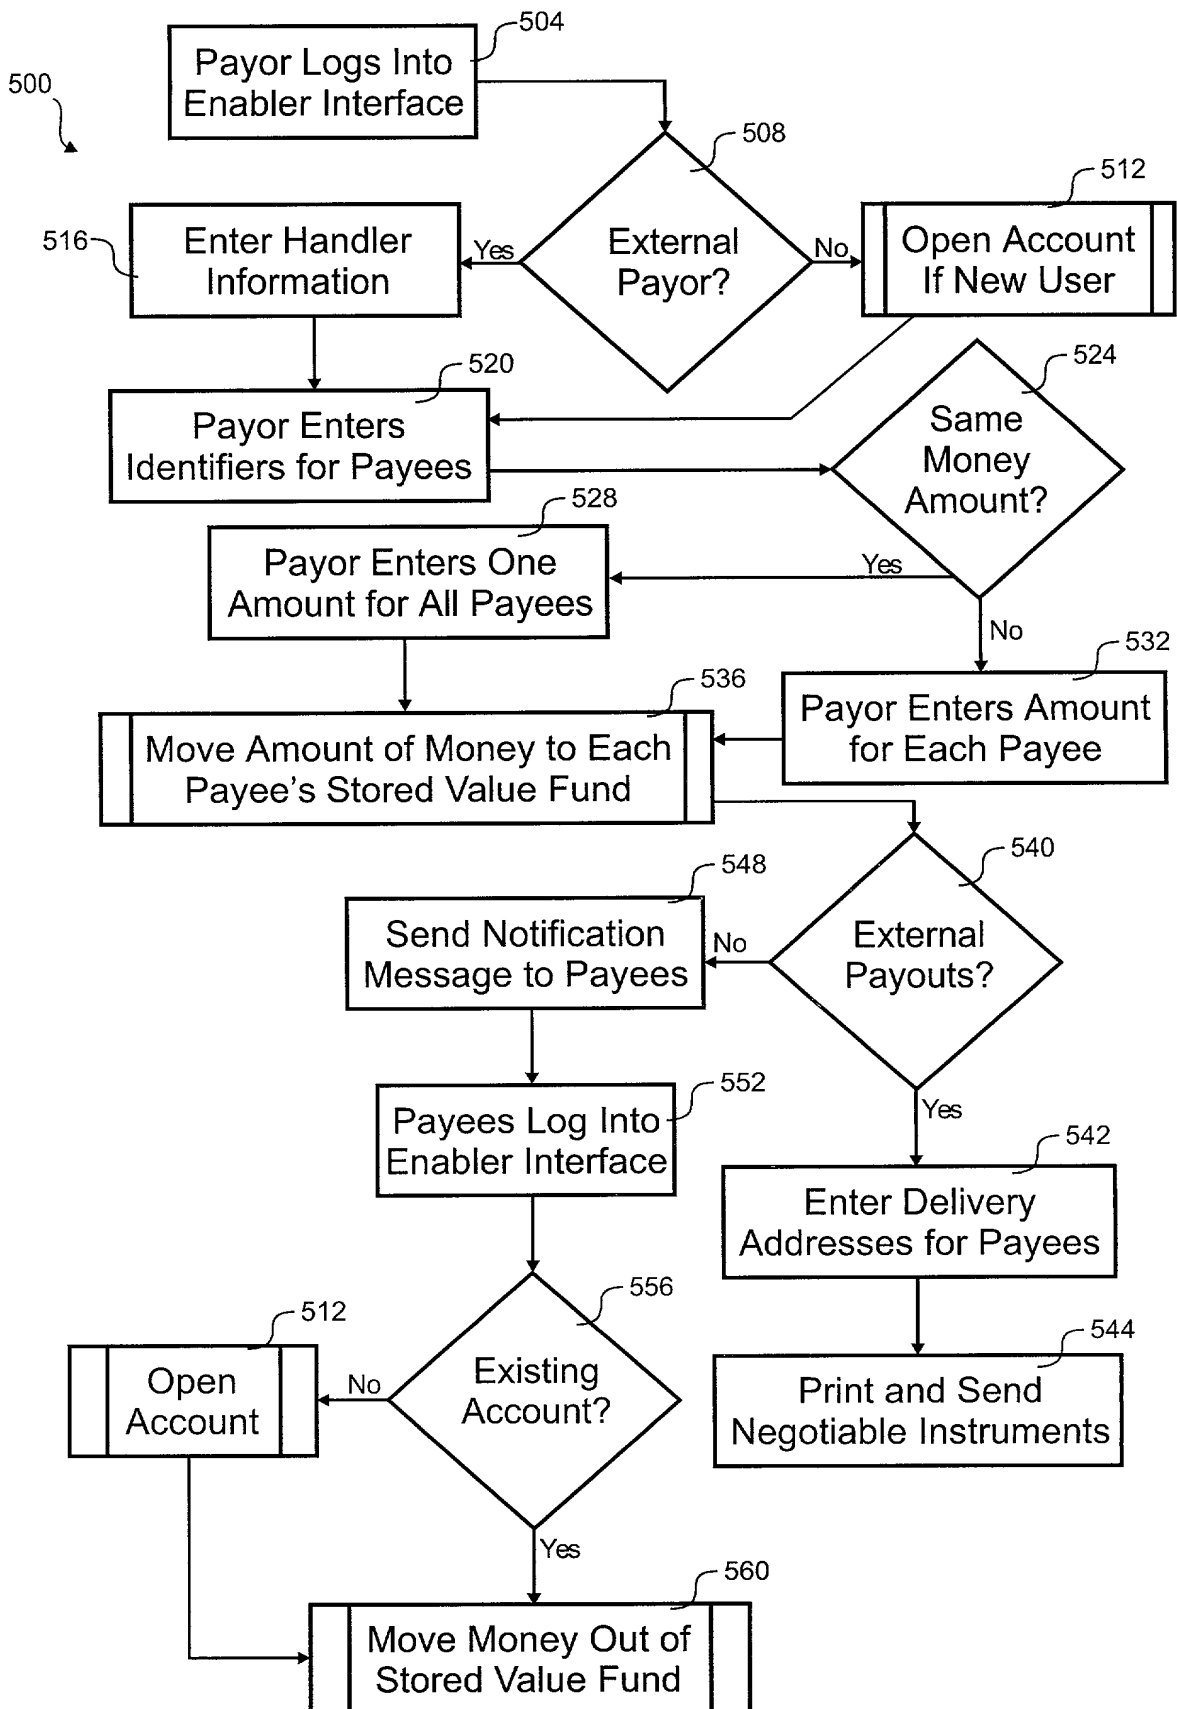 504
Payor Logs Into
Enabler Interface
500
508
512
516
Enter Handler
Information
Yes
External
Payor?
No
Open Account
If New User
520
524
Payor Enters
Identifiers for Payees
Same
Money
Amount?
528
Payor Enters One
Amount for All Payees
Yes
No
532
536
Payor Enters Amount
for Each Payee
Move Amount of Money to Each
Payee's Stored Value Fund
540
548
Send Notification
Message to Payees
No
External
Payouts?
552
Yes
Payees Log Into
Enabler Interface
542
Enter Delivery
Addresses for Payees
556
512
Open
Account
No
Existing
Account?
544
Print and Send
Negotiable Instruments
Yes
560
Move Money Out of
Stored Value Fund